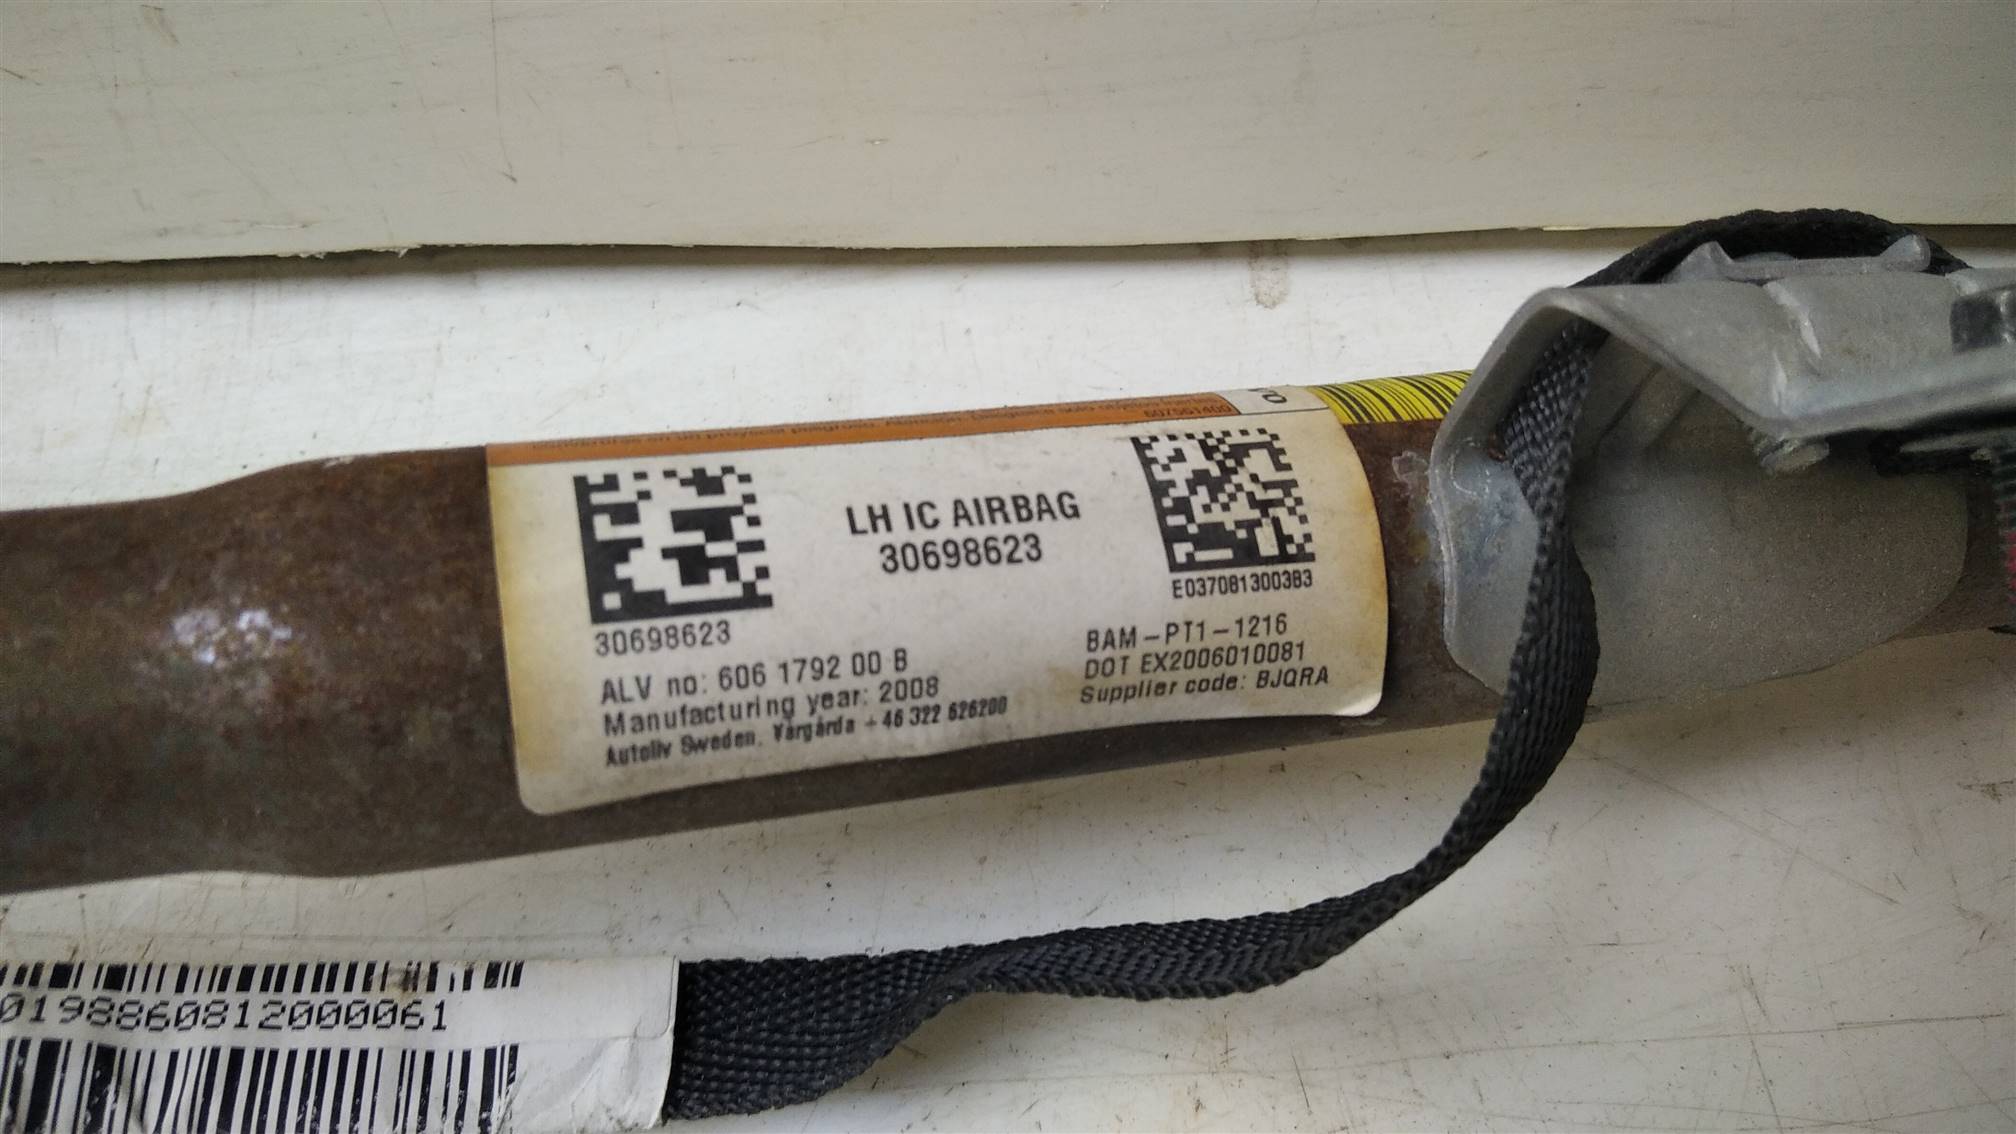 607561400
LH IC AIRBAG
30698623
E037081300383
30698623
ALV no: 606 1792 00 B
Manufacturing year: 2008
Autoliv Sweden, Vårgårda +46 322 626200
BAM-PT1-1216
DOT EX2006010081
Supplier code: BJQRA
0198860812000061